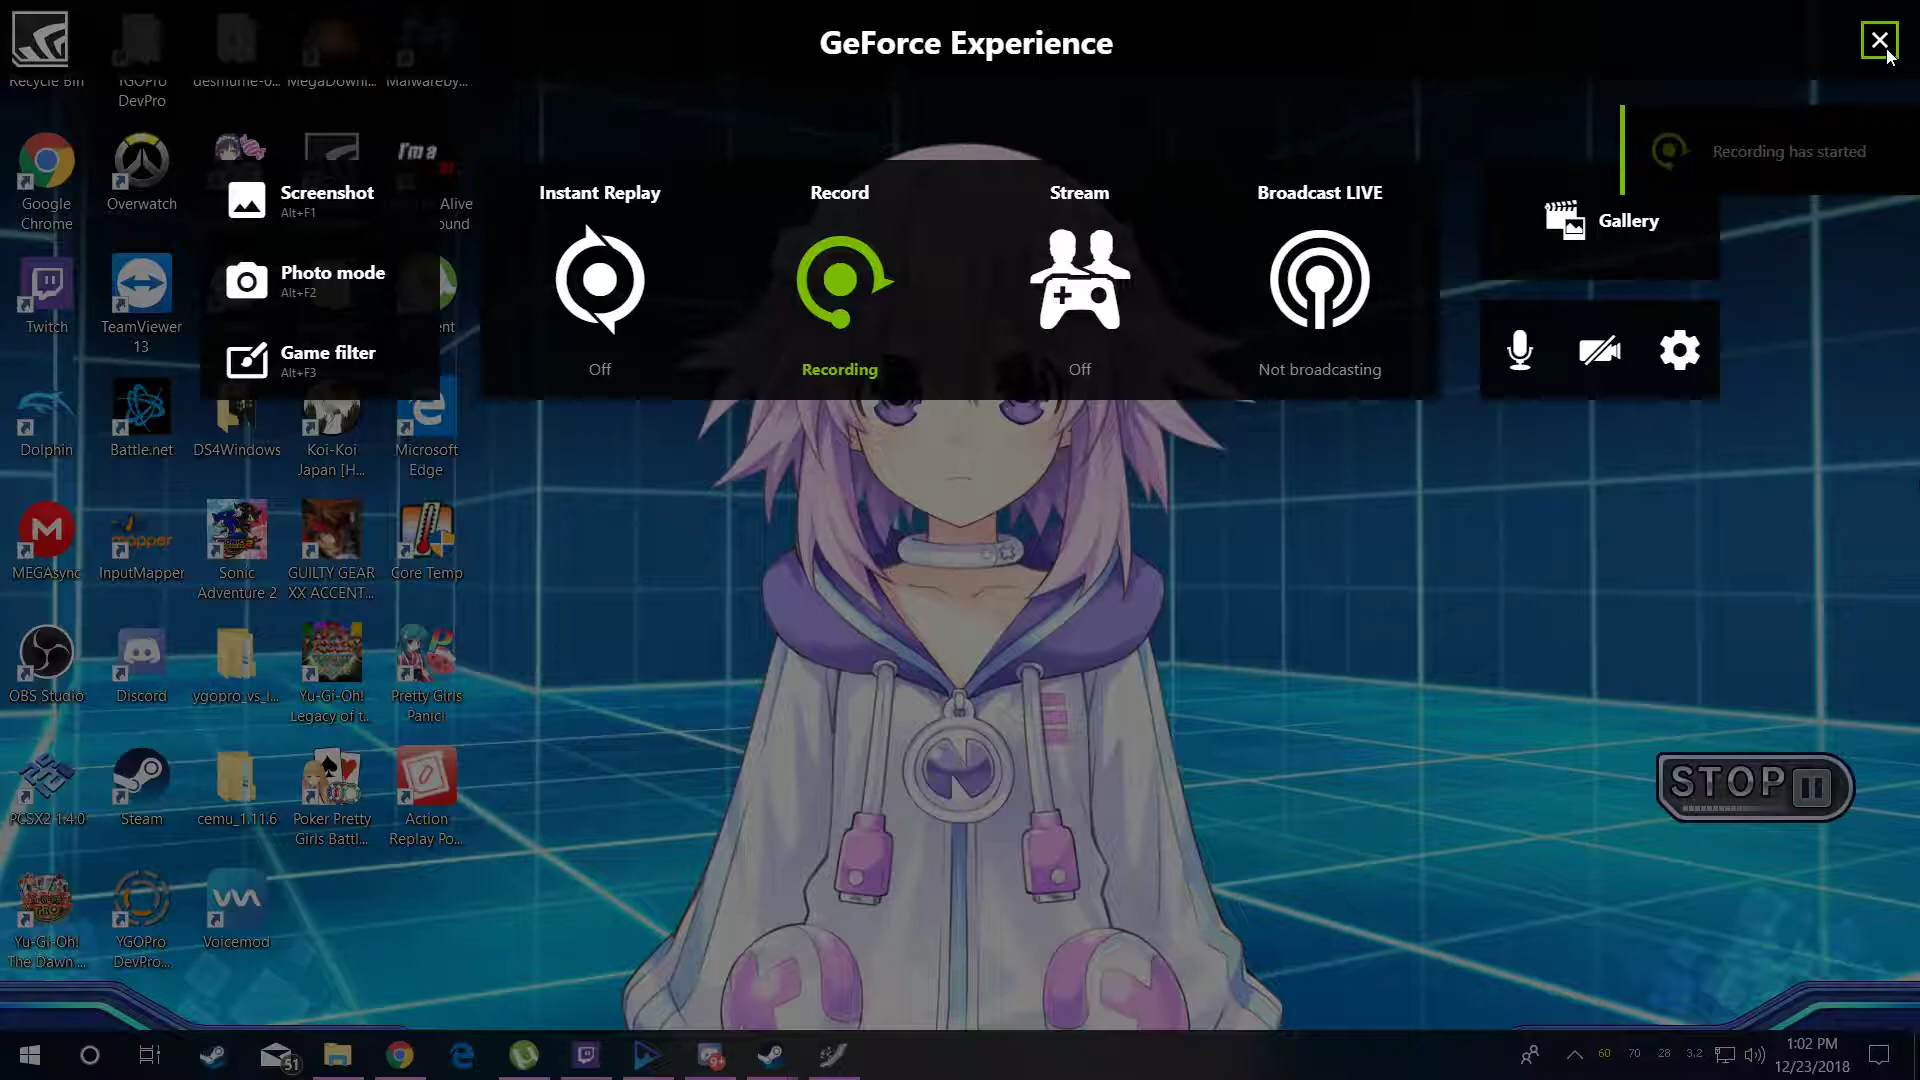 GeForce Experience
Recording has started
Screenshot
Alt+F1
Photo mode
Alt+F2
Game filter
Alt+F3
Instant Replay
Off
Record
Recording
Stream
Off
Broadcast LIVE
Not broadcasting
Gallery
Recycle Bin
YGOPro
DevPro
desmume-0...
MegaDownl...
Malwareby...
Google
Chrome
Overwatch
I'm a
Alive
ound
Twitch
TeamViewer
13
ent
Dolphin
Battle.net
DS4Windows
Koi-Koi
Japan [H...
Microsoft
Edge
MEGAsync
mapper
InputMapper
Sonic
Adventure 2
GUILTY GEAR
XX ACCENT...
Core Temp
OBS Studio
Discord
ygopro_vs_l...
Yu-Gi-Oh!
Legacy of t...
Pretty Girls
Panic!
PCSX2 1.4.0
Steam
cemu_1.11.6
Poker Pretty
Girls Battl...
Action
Replay Po...
STOP
Yu-Gi-Oh!
The Dawn ...
YGOPro
DevPro...
Voicemod
51
9+
60
70
28
3.2
1:02 PM
12/23/2018